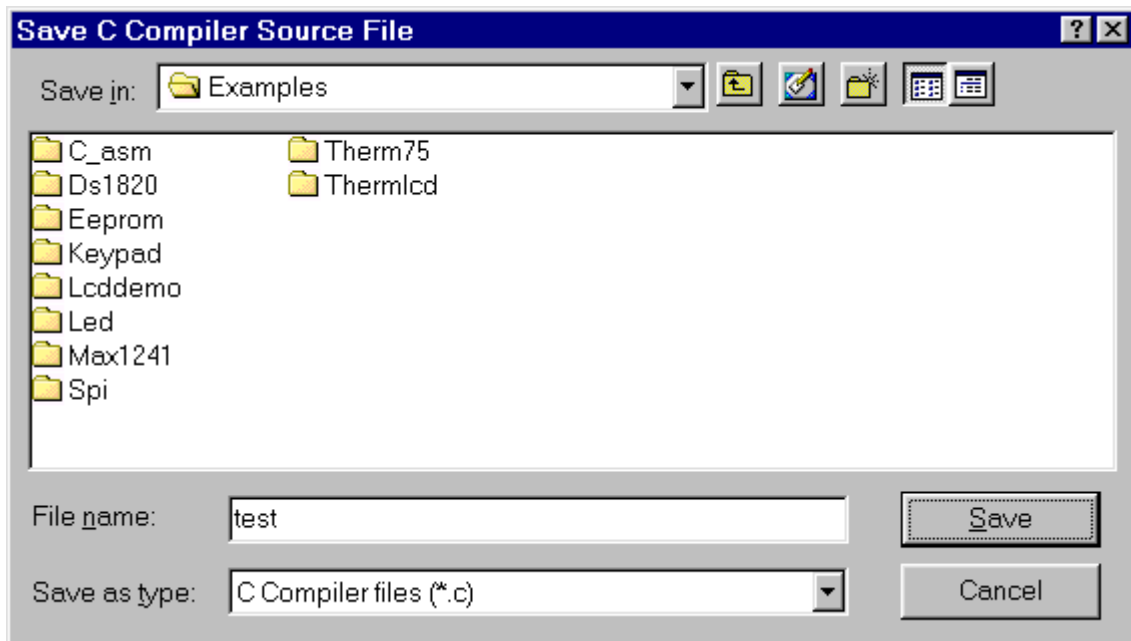 Save C Compiler Source File
Save in: Examples
C_asm
Ds1820
Eeprom
Keypad
Lcddemo
Led
Max1241
Spi
Therm75
Thermlcd
File name: test
Save
Save as type: C Compiler files (*.c)
Cancel